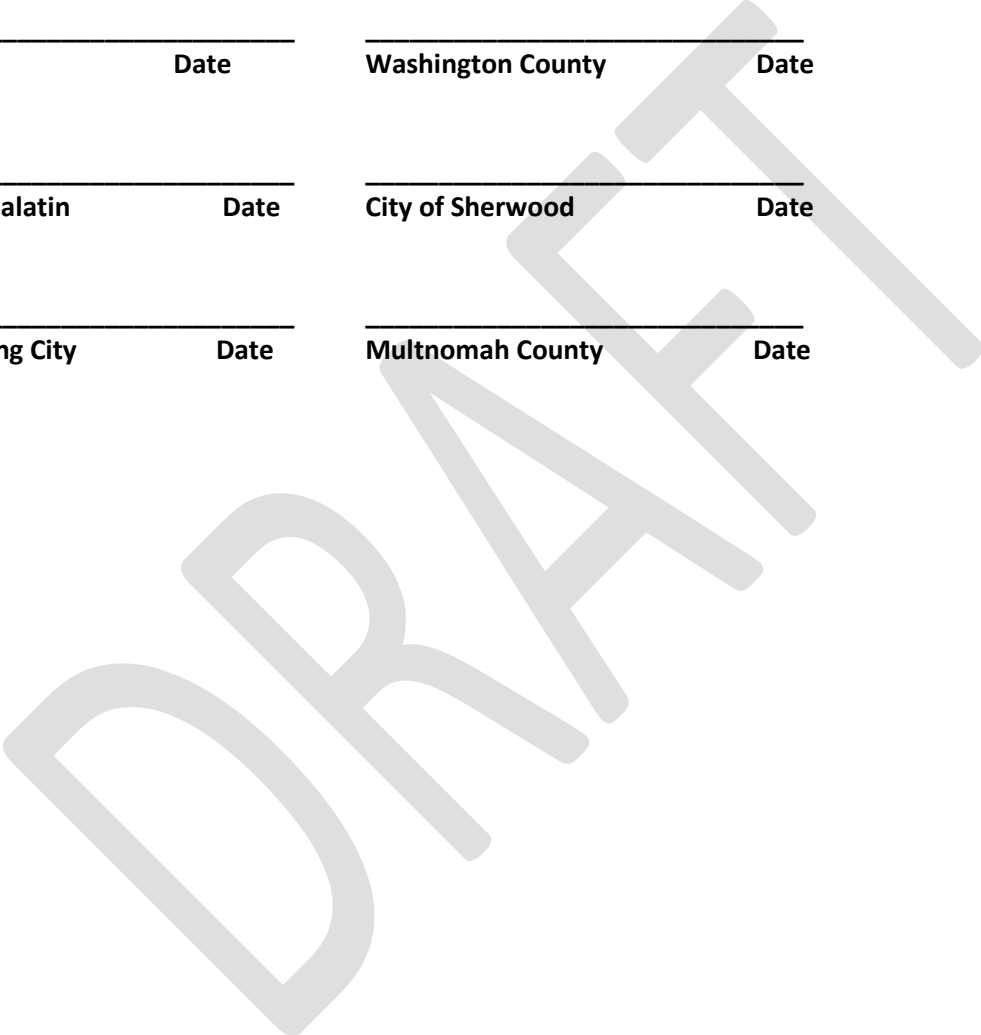 Date Washington County Date
alatin Date City of Sherwood Date
ng City Date Multnomah County Date
DRAFT